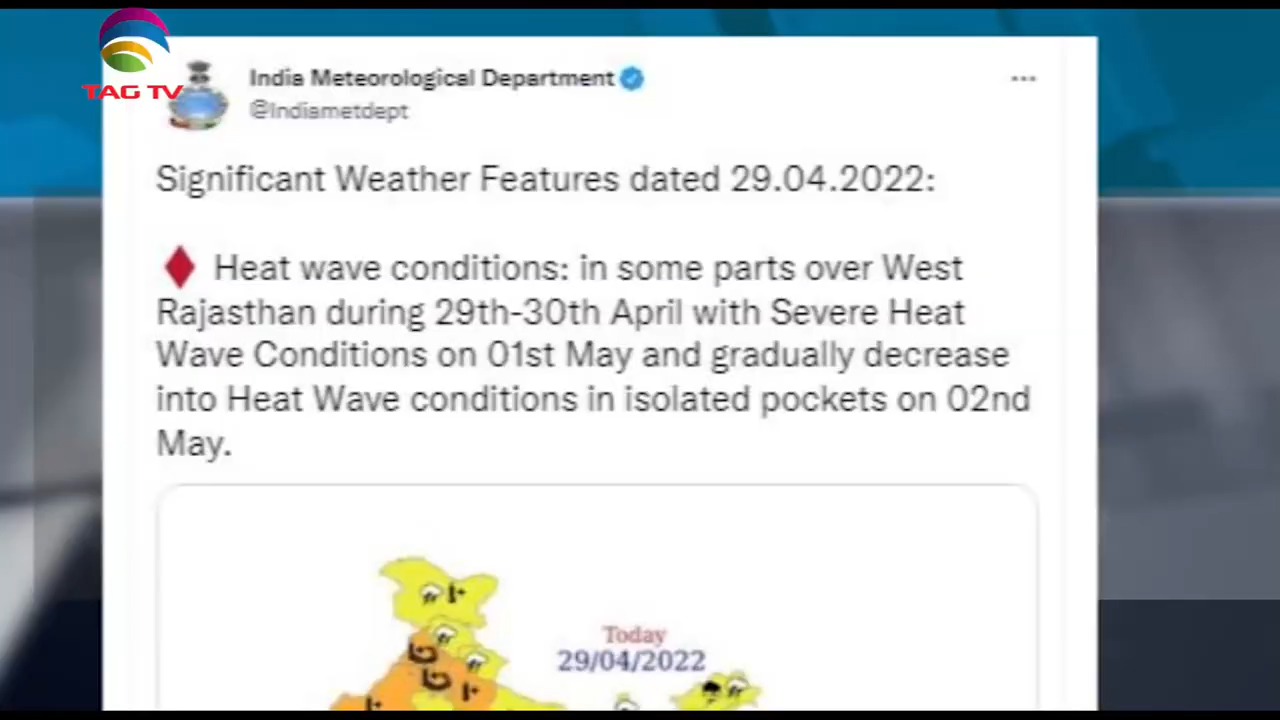 TAG TV
India Meteorological Department
@Indiametdept
Significant Weather Features dated 29.04.2022:
Heat wave conditions: in some parts over West
Rajasthan during 29th-30th April with Severe Heat
Wave Conditions on 01st May and gradually decrease
into Heat Wave conditions in isolated pockets on 02nd
May.
Today
29/04/2022